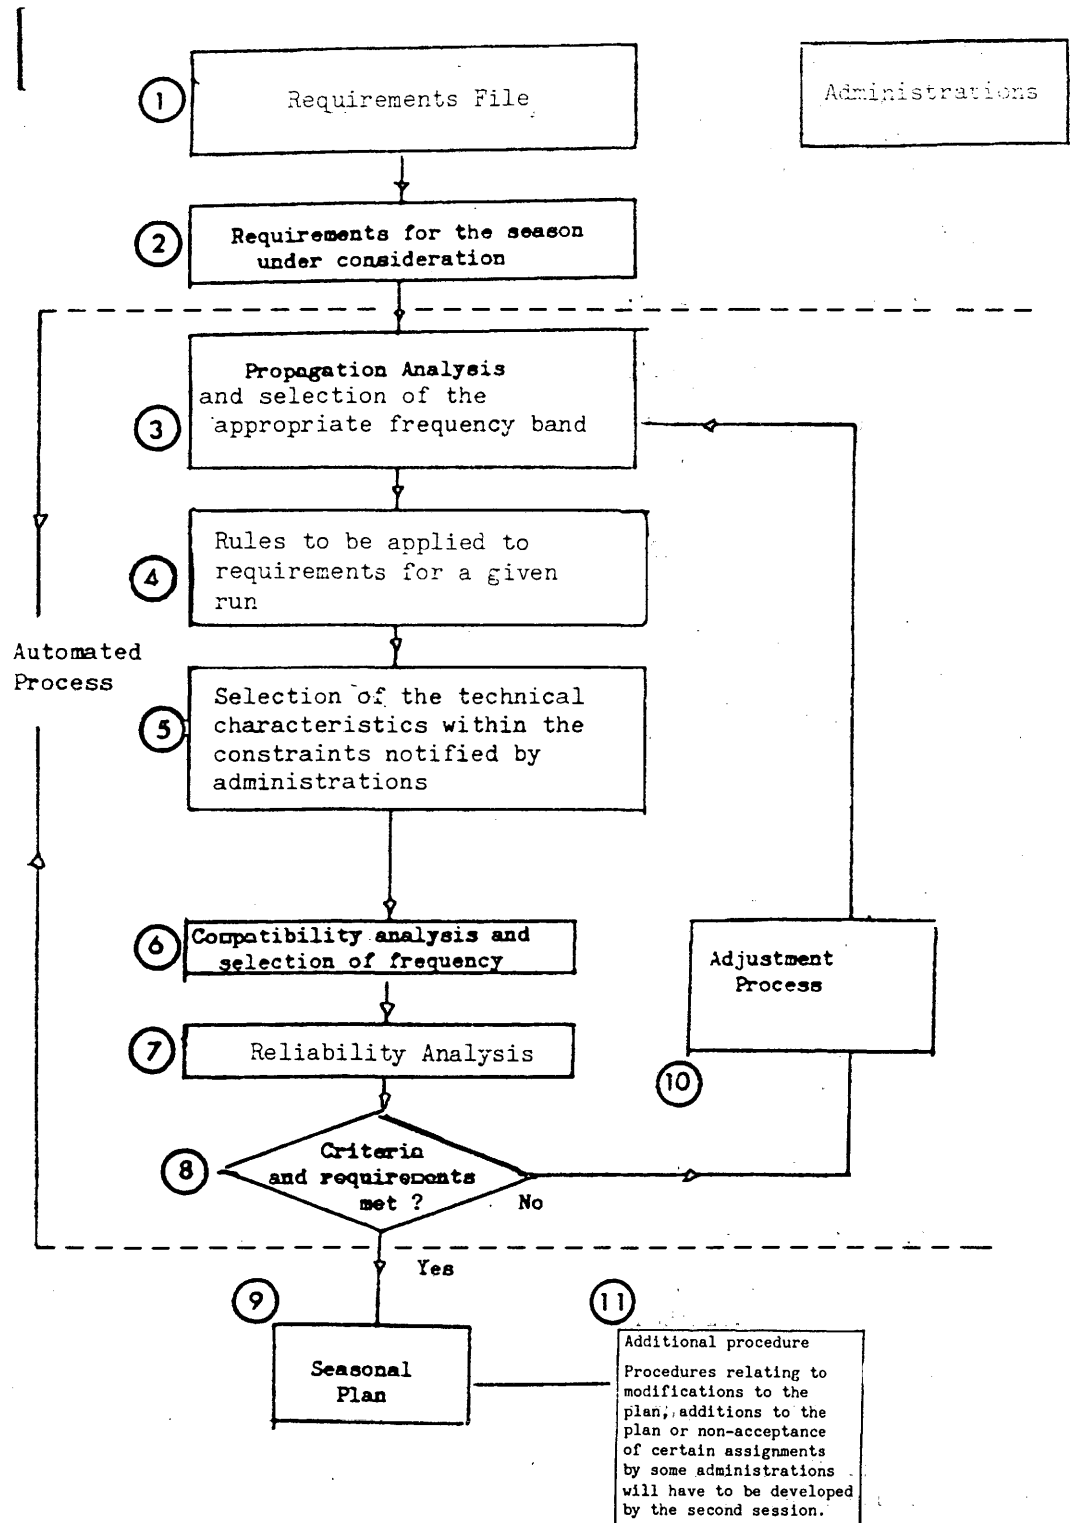 1
Requirements File
Administrations
2
Requirements for the season
under consideration
3
Propagation Analysis
and selection of the
appropriate frequency band
4
Rules to be applied to
requirements for a given
run
Automated
Process
5
Selection of the technical
characteristics within the
constraints notified by
administrations
6
Compatibility analysis and
selection of frequency
Adjustment
Process
7
Reliability Analysis
10
8
Criteria
and requirements
met ?
No
Yes
9
Seasonal
Plan
11
Additional procedure
Procedures relating to
modifications to the
plan, additions to the
plan or non-acceptance
of certain assignments
by some administrations
will have to be developed
by the second session.